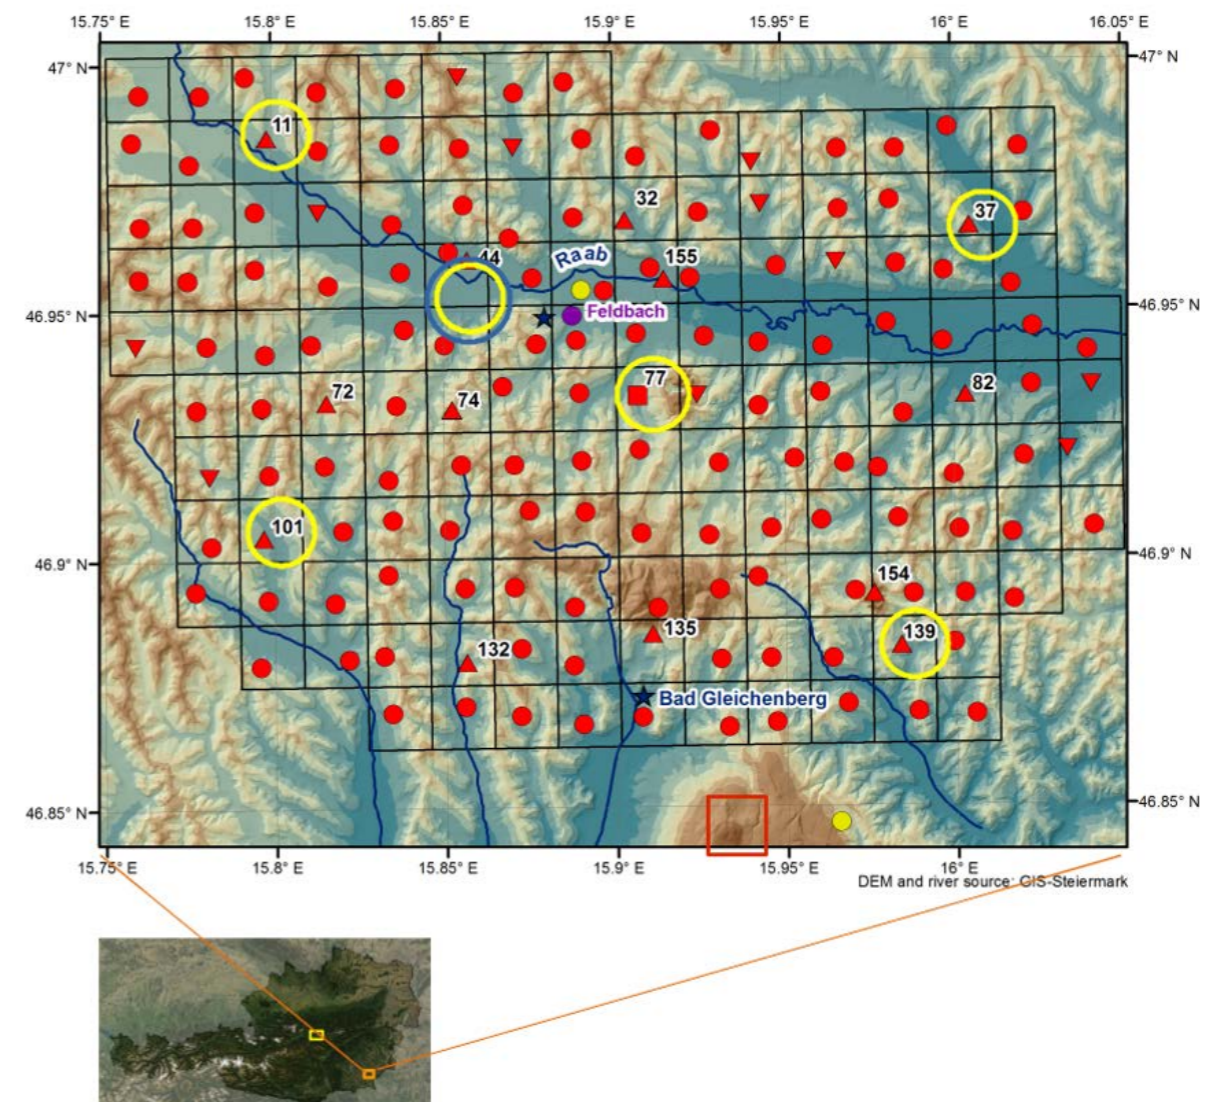 15.75° E 15.8° E 15.85° E 15.9° E 15.95° E 16° E 16.05° E
47° N 47° N
11
32
37
44 Raab 155
46.95° N 46.95° N
Feldbach
77
72 74 82
101
46.9° N 46.9° N
154
135 139
132
Bad Gleichenberg
46.85° N 46.85° N
15.75° E 15.8° E 15.85° E 15.9° E 15.95° E 16° E
DEM and river source: GIS-Steiermark